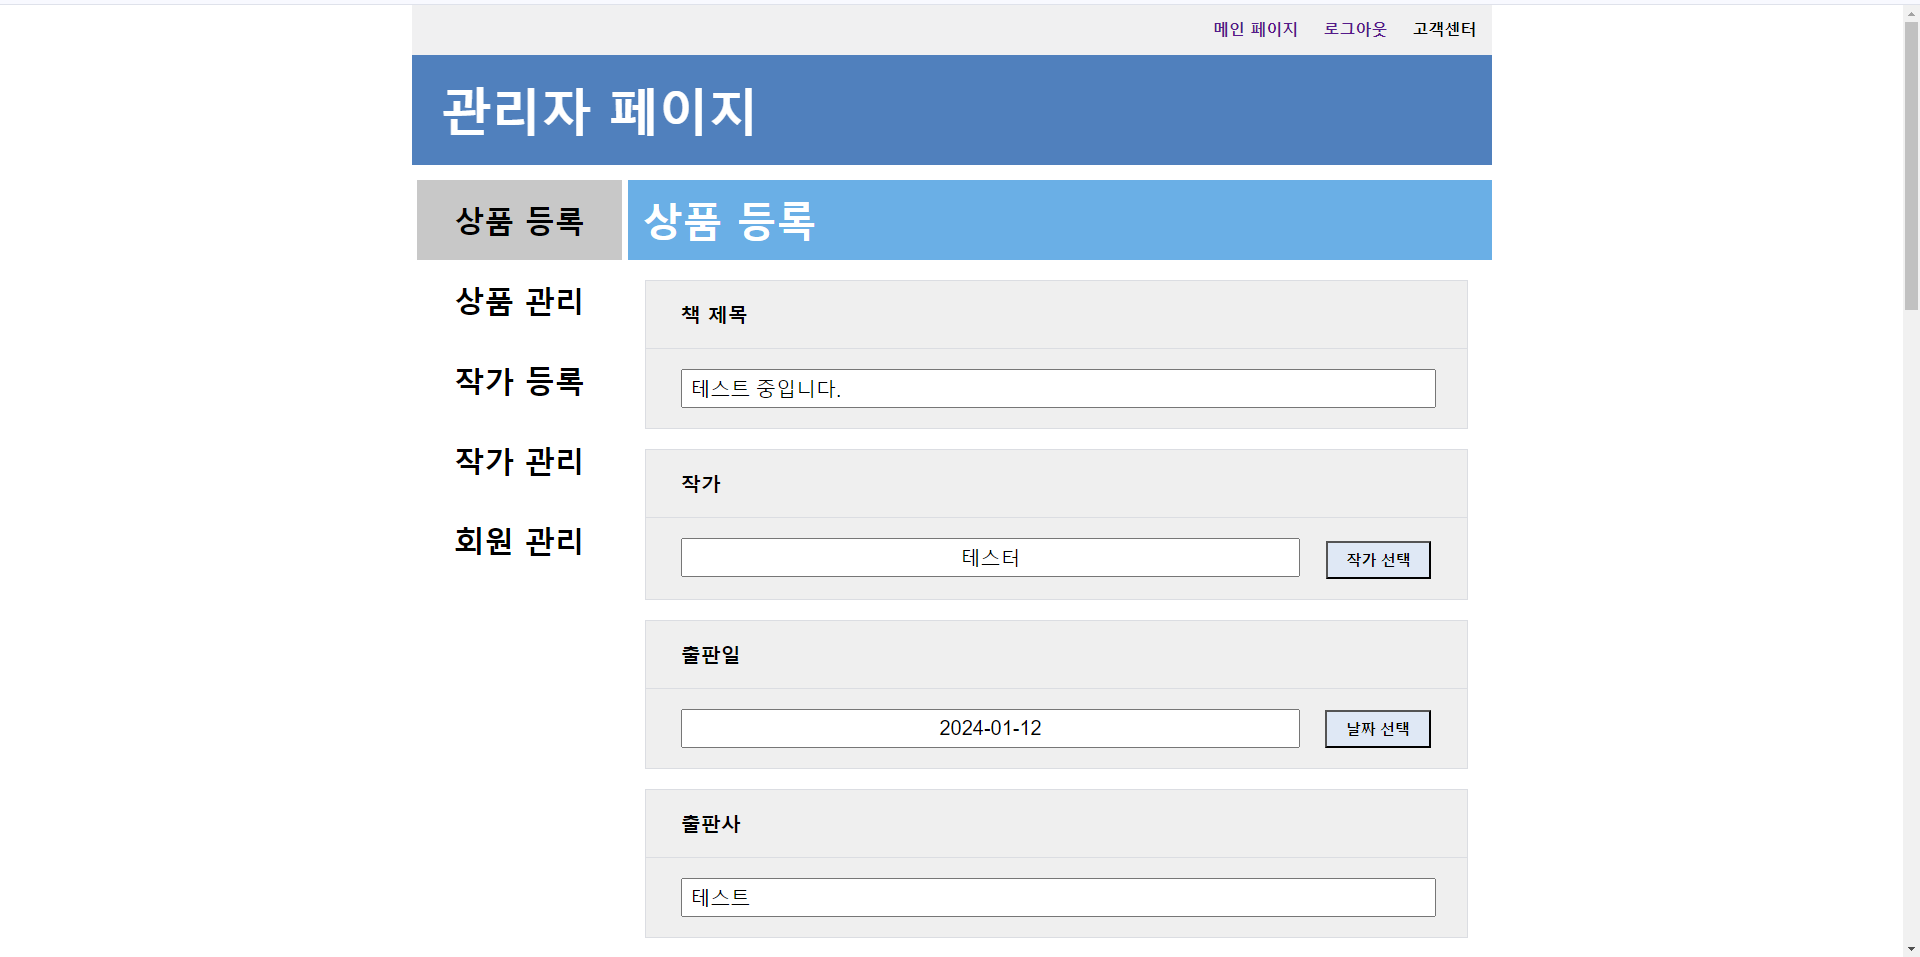 메인 페이지 로그아웃 고객센터
관리자 페이지
상품 등록
상품 관리
작가 등록
작가 관리
회원 관리
상품 등록
책 제목
테스트 중입니다.
작가
테스터 작가 선택
출판일
2024-01-12 날짜 선택
출판사
테스트